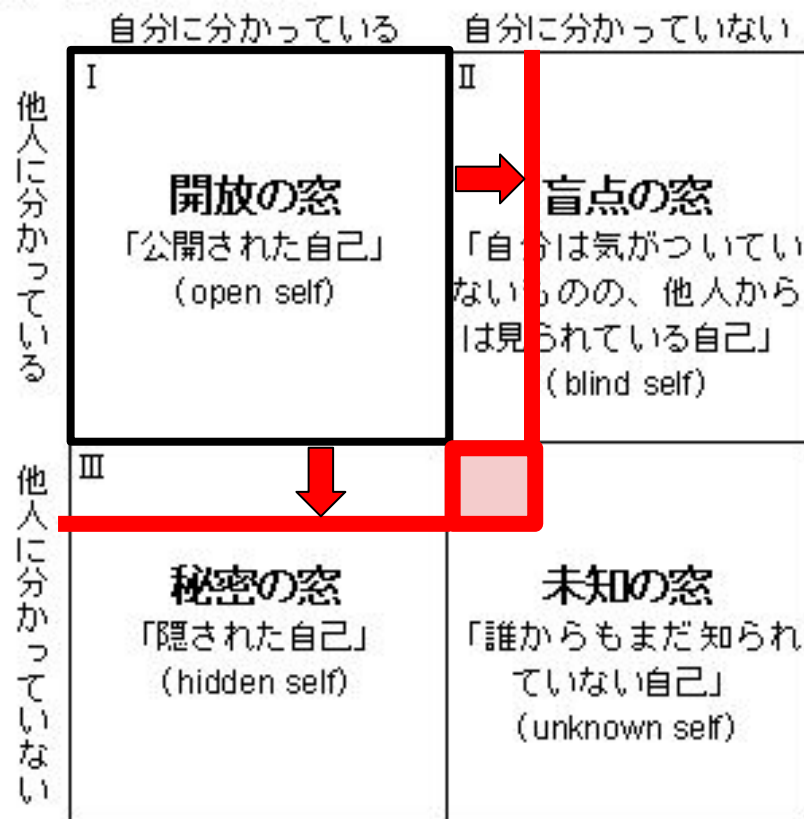 自分に分かっている
自分に分かっていない
他人に分かっている
I
開放の窓
「公開された自己」
(open self)
II
盲点の窓
「自分は気がついてい
ないものの、他人から
は見られている自己」
(blind self)
他人に分かっていない
III
秘密の窓
「隠された自己」
(hidden self)
未知の窓
「誰からもまだ知られ
ていない自己」
(unknown self)